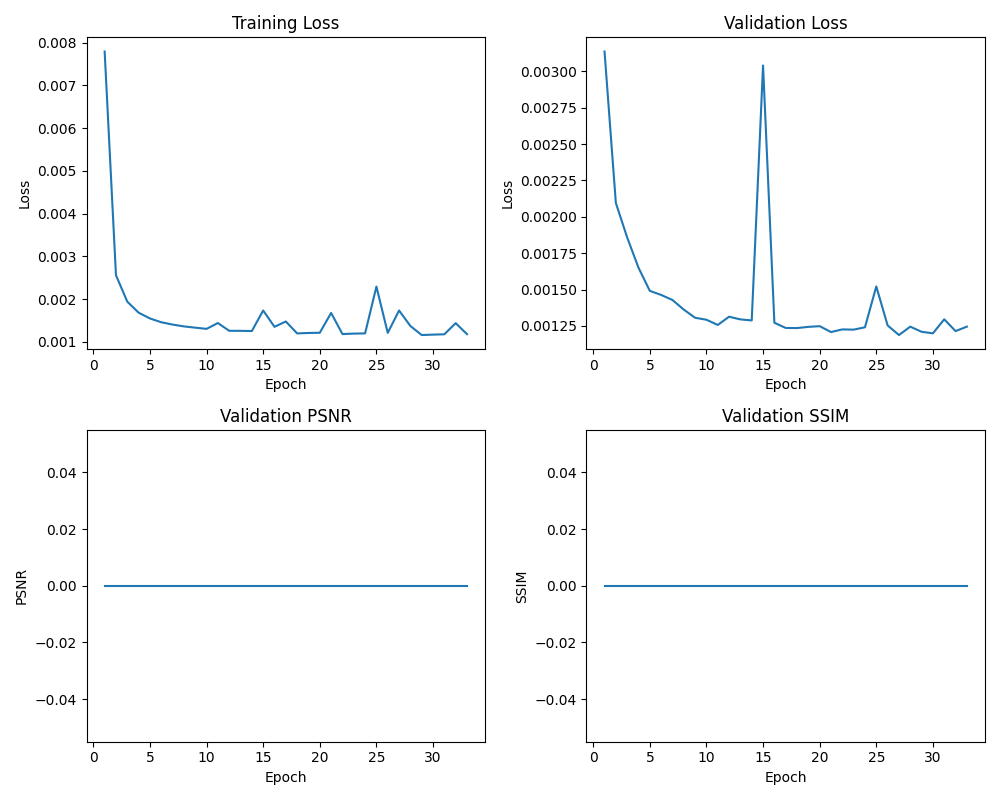 Training Loss
Validation Loss
0.008
0.007
0.006
0.005
0.004
0.003
0.002
0.001
Loss
0 5 10 15 20 25 30
Epoch
0.00300
0.00275
0.00250
0.00225
0.00200
0.00175
0.00150
0.00125
Loss
0 5 10 15 20 25 30
Epoch
Validation PSNR
Validation SSIM
0.04
0.02
0.00
−0.02
−0.04
PSNR
0 5 10 15 20 25 30
Epoch
0.04
0.02
0.00
−0.02
−0.04
SSIM
0 5 10 15 20 25 30
Epoch